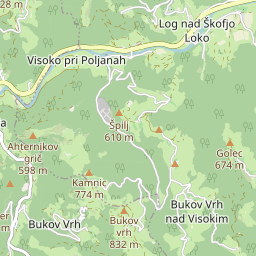 28 m
Log nad Škofjo
Loko
Visoko pri Poljanah
Špilj
610 m
Ahternikov
grič
598 m
Golec
674 m
Kamnic
774 m
Bukov Vrh
nad Visokim
Bukov Vrh
Bukov
vrh
832 m